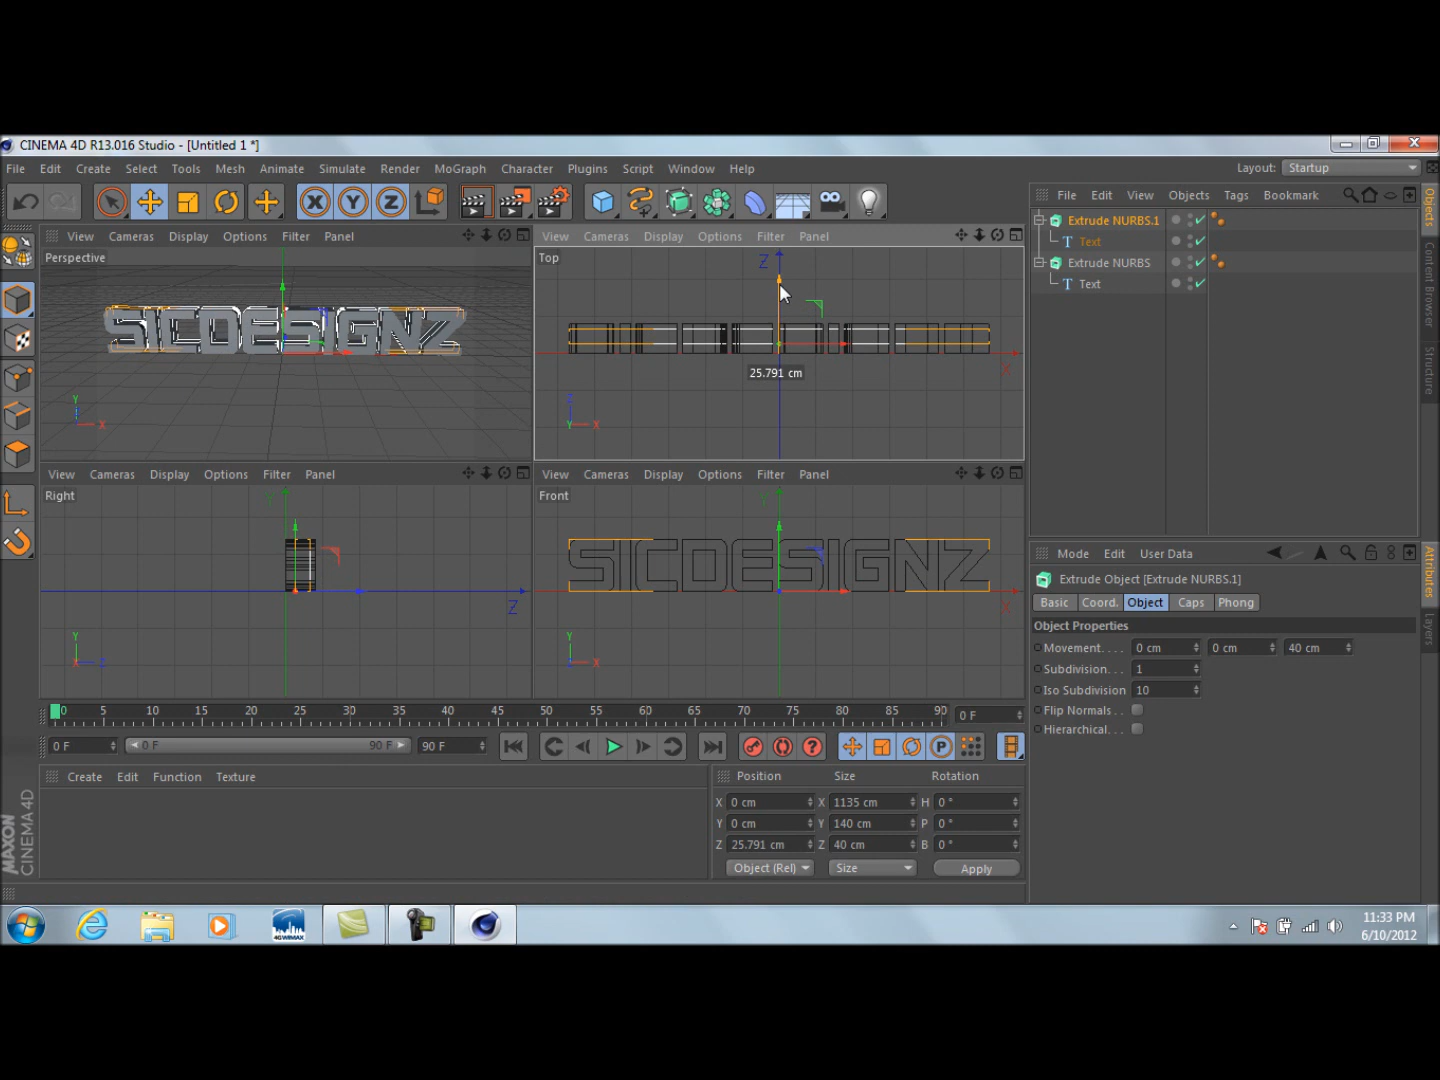 CINEMA 4D R13.016 Studio - [Untitled 1 *]
File Edit Create Select Tools Mesh Animate Simulate Render MoGraph Character Plugins Script Window Help Layout: Startup
X Y Z
File Edit View Objects Tags Bookmark
Extrude NURBS.1
Text
Extrude NURBS
Text
Objects
Content Browser
Structure
View Cameras Display Options Filter Panel
Perspective
SICDESIGNZ
Y
Z
X
View Cameras Display Options Filter Panel
Top
Z
25.791 cm
X
Z
Y X
View Cameras Display Options Filter Panel
Right
Y
Z
Y
X Z
View Cameras Display Options Filter Panel
Front
Y
SICDESIGNZ
X
Y
Z X
Mode Edit User Data
Extrude Object [Extrude NURBS.1]
Basic Coord. Object Caps Phong
Object Properties
Movement. . . . 0 cm 0 cm 40 cm
Subdivision. . . 1
Iso Subdivision 10
Flip Normals . .
Hierarchical. . .
Attributes
Layers
0 5 10 15 20 25 30 35 40 45 50 55 60 65 70 75 80 85 90 0 F
0 F 0 F 90 F 90 F P
Create Edit Function Texture
Position Size Rotation
X 0 cm X 1135 cm H 0 °
Y 0 cm Y 140 cm P 0 °
Z 25.791 cm Z 40 cm B 0 °
Object (Rel) Size Apply
MAXON
CINEMA 4D
4G WIMAX
11:33 PM
6/10/2012